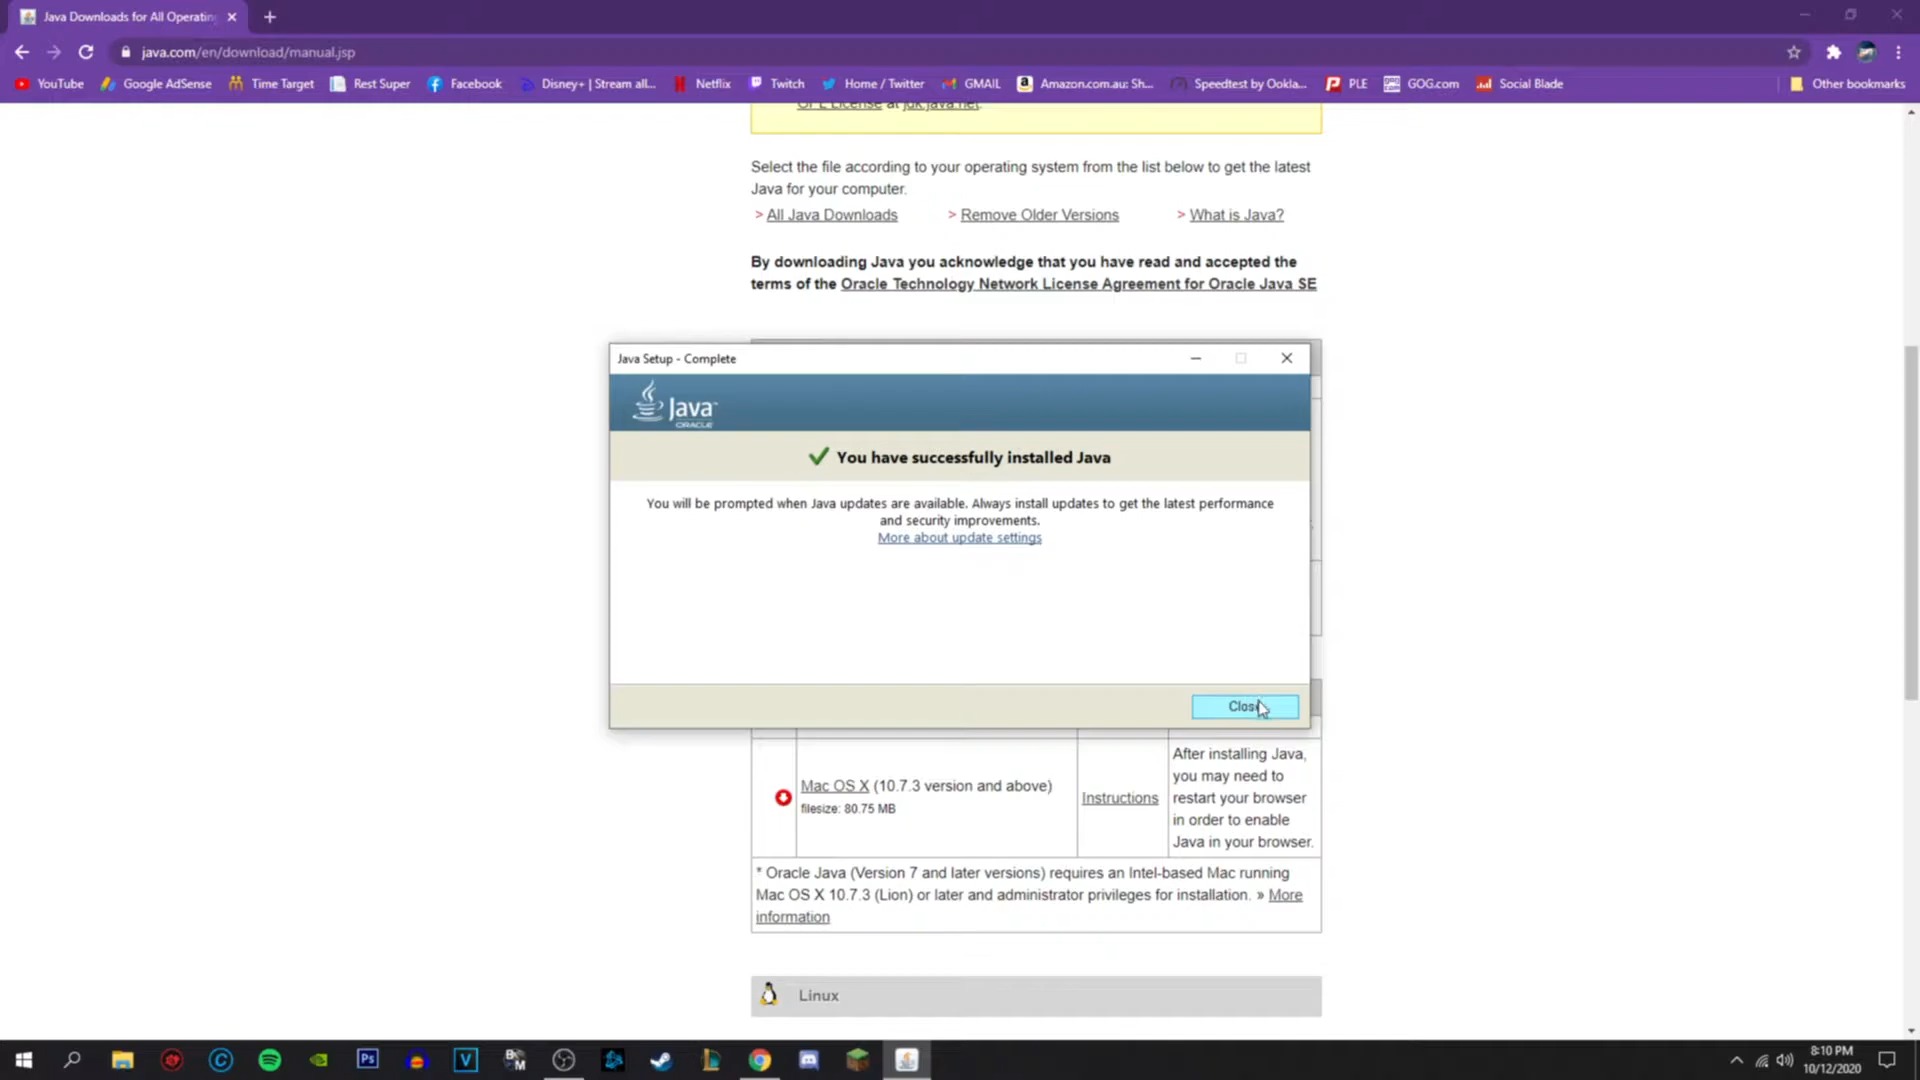 Java Downloads for All Operating
java.com/en/download/manual.jsp
YouTube
Google AdSense
Time Target
Rest Super
Facebook
Disney+ | Stream all...
Netflix
Twitch
Home / Twitter
GMAIL
Amazon.com.au: Sh...
Speedtest by Ookla...
PLE
GOG.com
Social Blade
Other bookmarks
GPL License at jdk.java.net.
Select the file according to your operating system from the list below to get the latest
Java for your computer.
> All Java Downloads
> Remove Older Versions
> What is Java?
By downloading Java you acknowledge that you have read and accepted the
terms of the Oracle Technology Network License Agreement for Oracle Java SE
Java Setup - Complete
Java™
ORACLE
You have successfully installed Java
You will be prompted when Java updates are available. Always install updates to get the latest performance
and security improvements.
More about update settings
Close
Mac OS X (10.7.3 version and above)
filesize: 80.75 MB
Instructions
After installing Java,
you may need to
restart your browser
in order to enable
Java in your browser.
* Oracle Java (Version 7 and later versions) requires an Intel-based Mac running
Mac OS X 10.7.3 (Lion) or later and administrator privileges for installation. » More
information
Linux
Ps
V
8:10 PM
10/12/2020